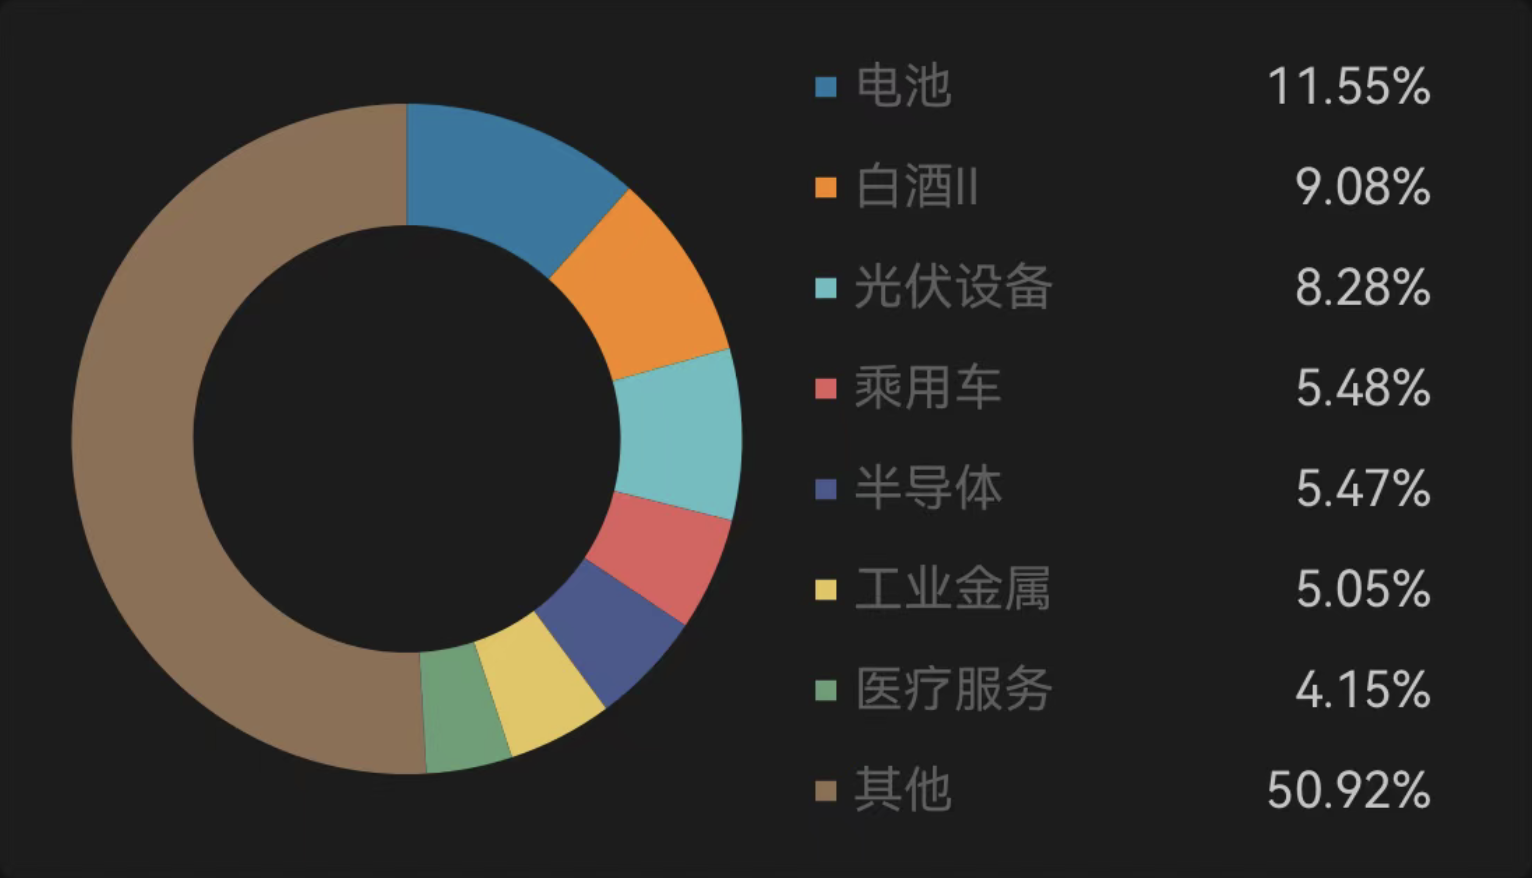 电池 11.55%
白酒II 9.08%
光伏设备 8.28%
乘用车 5.48%
半导体 5.47%
工业金属 5.05%
医疗服务 4.15%
其他 50.92%